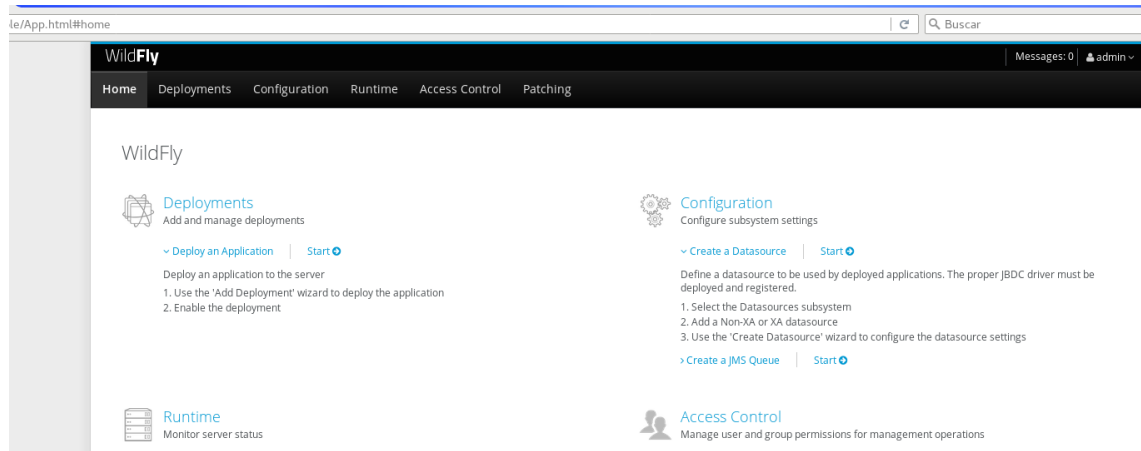 le/App.html#home
Buscar
WildFly
Messages: 0
admin
Home Deployments Configuration Runtime Access Control Patching
WildFly
Deployments
Add and manage deployments
Deploy an Application
Start
Deploy an application to the server
1. Use the 'Add Deployment' wizard to deploy the application
2. Enable the deployment
Configuration
Configure subsystem settings
Create a Datasource
Start
Define a datasource to be used by deployed applications. The proper JBDC driver must be
deployed and registered.
1. Select the Datasources subsystem
2. Add a Non-XA or XA datasource
3. Use the 'Create Datasource' wizard to configure the datasource settings
Create a JMS Queue
Start
Runtime
Monitor server status
Access Control
Manage user and group permissions for management operations